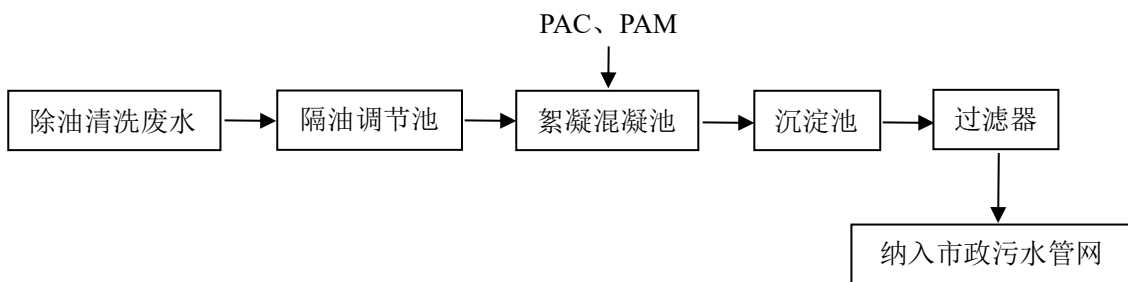 PAC、PAM
除油清洗废水
隔油调节池
絮凝混凝池
沉淀池
过滤器
纳入市政污水管网